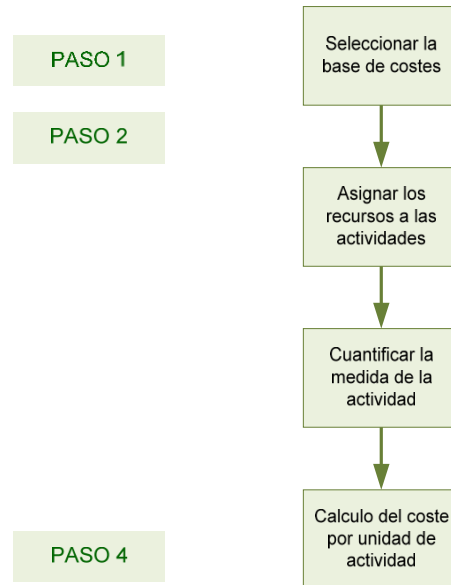 PASO 1
Seleccionar la
base de costes
PASO 2
Asignar los
recursos a las
actividades
Cuantificar la
medida de la
actividad
PASO 4
Calculo del coste
por unidad de
actividad